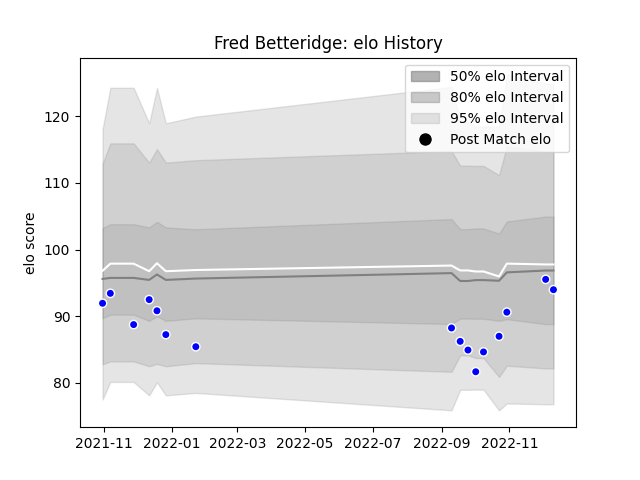 Fred Betteridge: elo History
50% elo Interval
80% elo Interval
95% elo Interval
Post Match elo
elo score
120
110
100
90
80
2021-11 2022-01 2022-03 2022-05 2022-07 2022-09 2022-11